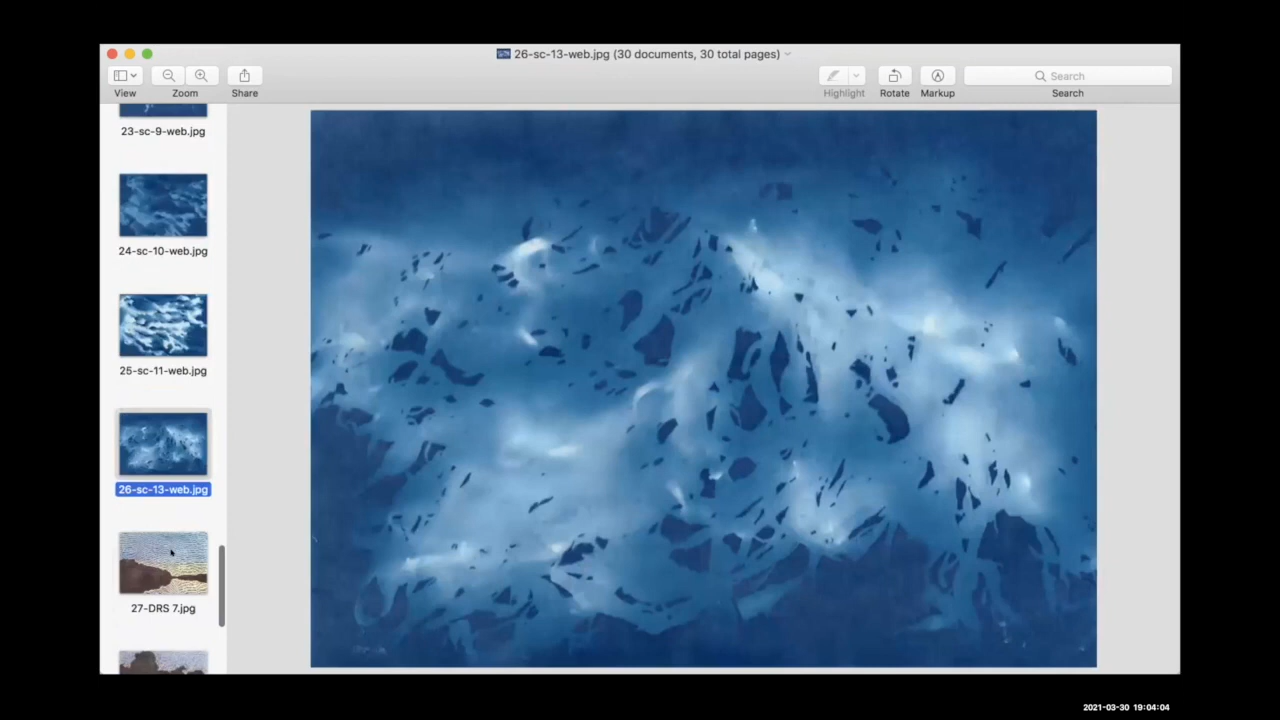 26-sc-13-web.jpg (30 documents, 30 total pages)
View
Zoom
Share
Highlight
Rotate
Markup
Search
Search
23-sc-9-web.jpg
24-sc-10-web.jpg
25-sc-11-web.jpg
26-sc-13-web.jpg
27-DRS 7.jpg
2021-03-30 19:04:04